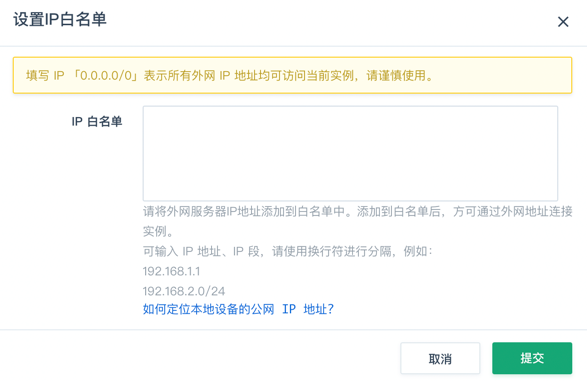 设置IP白名单
填写 IP 「0.0.0.0/0」表示所有外网 IP 地址均可访问当前实例，请谨慎使用。
IP 白名单
请将外网服务器IP地址添加到白名单中。添加到白名单后，方可通过外网地址连接
实例。
可输入 IP 地址、IP 段，请使用换行符进行分隔，例如：
192.168.1.1
192.168.2.0/24
如何定位本地设备的公网 IP 地址？
取消
提交